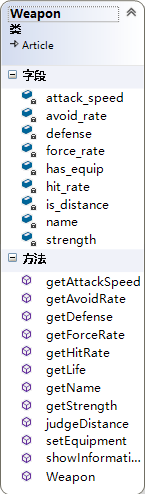 Weapon
类
Article
字段
attack_speed
avoid_rate
defense
force_rate
has_equip
hit_rate
is_distance
name
strength
方法
getAttackSpeed
getAvoidRate
getDefense
getForceRate
getHitRate
getLife
getName
getStrength
judgeDistance
setEquipment
showInformati...
Weapon